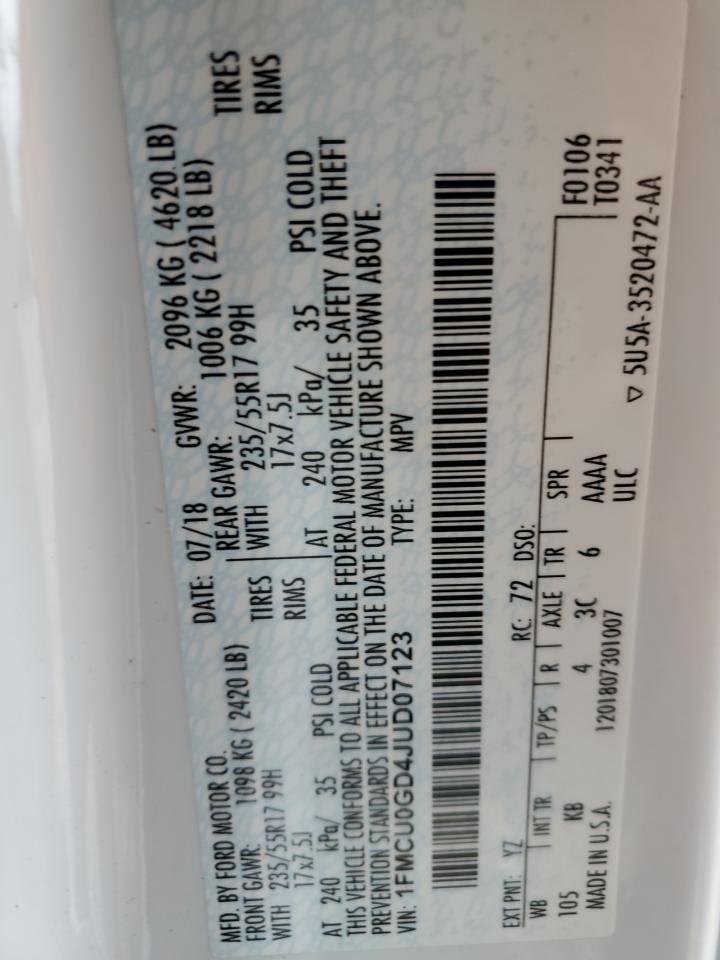 MFD. BY FORD MOTOR CO.
DATE: 07/18 GVWR: 2096 KG ( 4620 LB)
FRONT GAWR: 1098 KG ( 2420 LB) REAR GAWR: 1006 KG ( 2218 LB)
WITH 235/55R17 99H TIRES WITH 235/55R17 99H TIRES
17x7.5J RIMS 17x7.5J RIMS
AT 240 kPa/ 35 PSI COLD AT 240 kPa/ 35 PSI COLD
THIS VEHICLE CONFORMS TO ALL APPLICABLE FEDERAL MOTOR VEHICLE SAFETY AND THEFT
PREVENTION STANDARDS IN EFFECT ON THE DATE OF MANUFACTURE SHOWN ABOVE.
VIN: 1FMCU0GD4JUD07123 TYPE: MPV
EXT PNT: YZ RC: 72 DSO:
WB INT TR TP/PS R AXLE TR SPR F0106
105 KB 4 3C 6 AAAA T0341
MADE IN U.S.A. 1201807301007 ULC ▽ 5U5A-3520472-AA